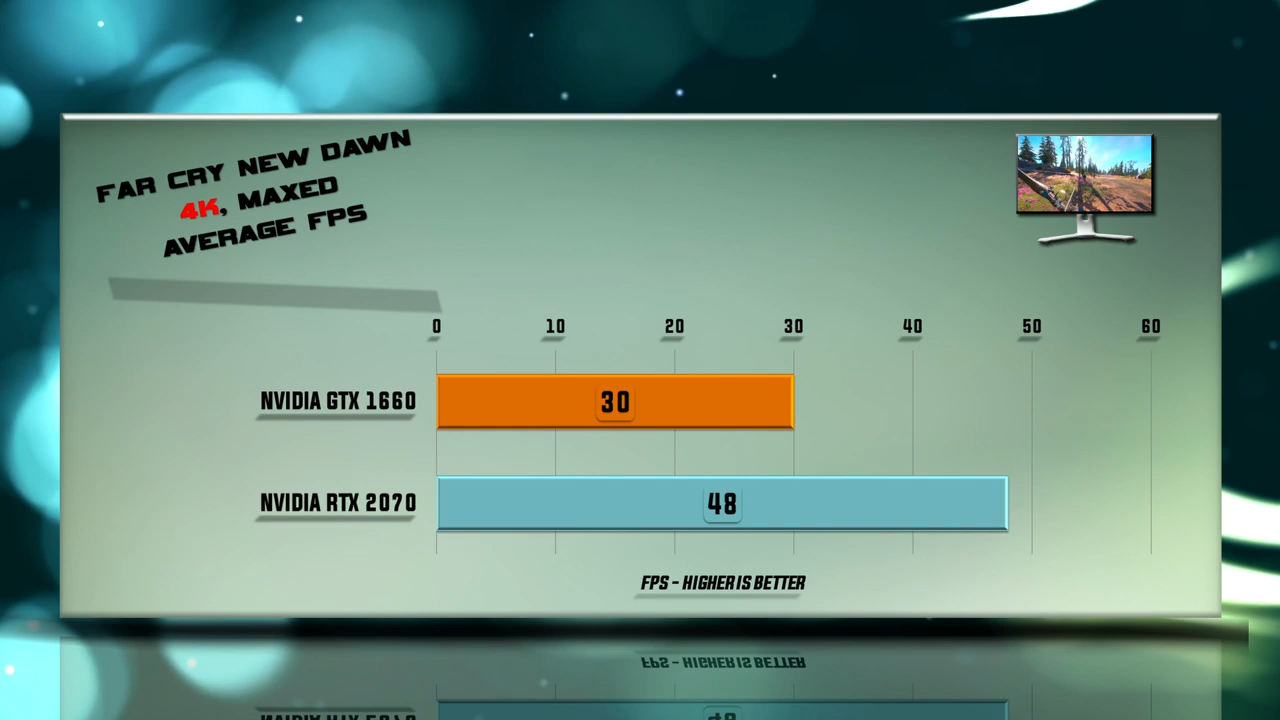 FAR CRY NEW DAWN
4K, MAXED
AVERAGE FPS
0 10 20 30 40 50 60
NVIDIA GTX 1660 30
NVIDIA RTX 2070 48
FPS - HIGHER IS BETTER